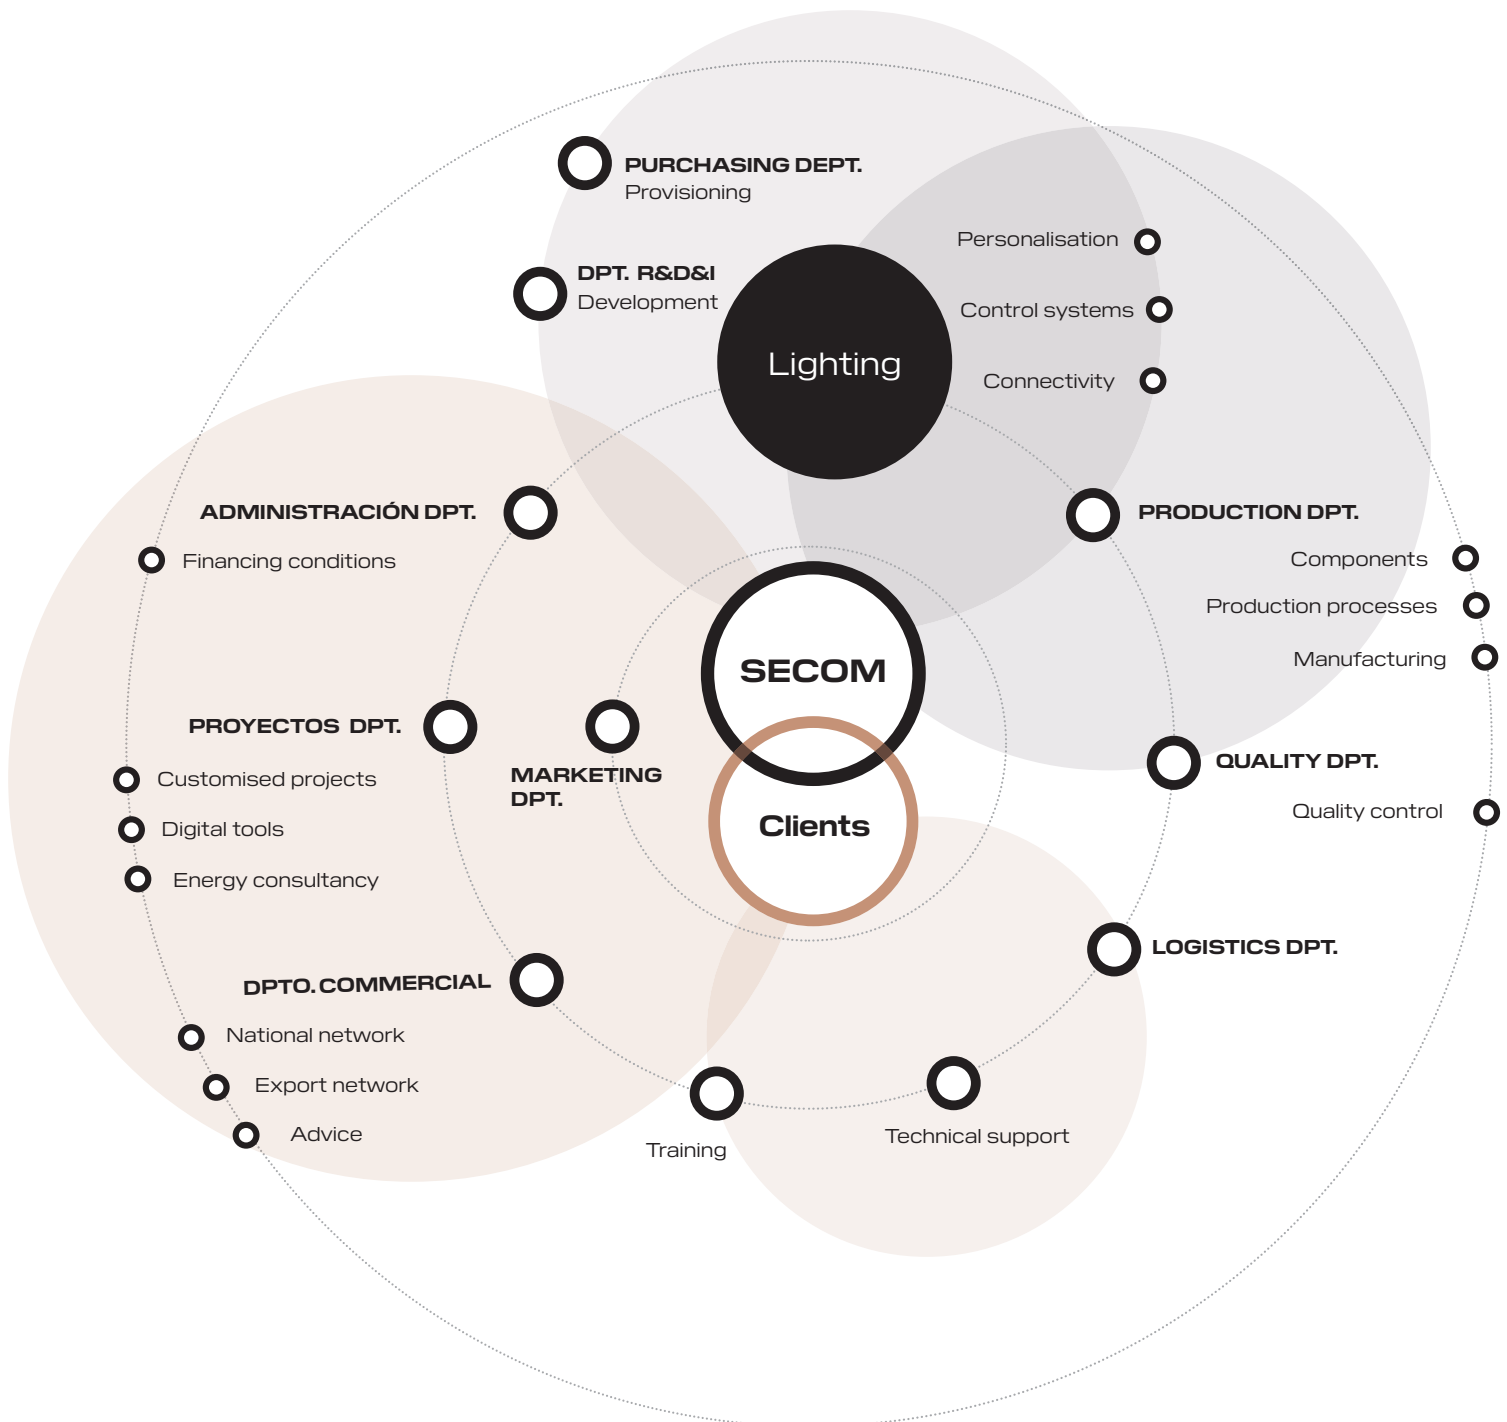 PURCHASING DEPT.
Provisioning
DPT. R&D&I
Development
Lighting
Personalisation
Control systems
Connectivity
ADMINISTRACIÓN DPT.
Financing conditions
PRODUCTION DPT.
Components
Production processes
Manufacturing
SECOM
Clients
PROYECTOS DPT.
Customised projects
Digital tools
Energy consultancy
MARKETING
DPT.
QUALITY DPT.
Quality control
LOGISTICS DPT.
DPTO. COMMERCIAL
National network
Export network
Advice
Training
Technical support